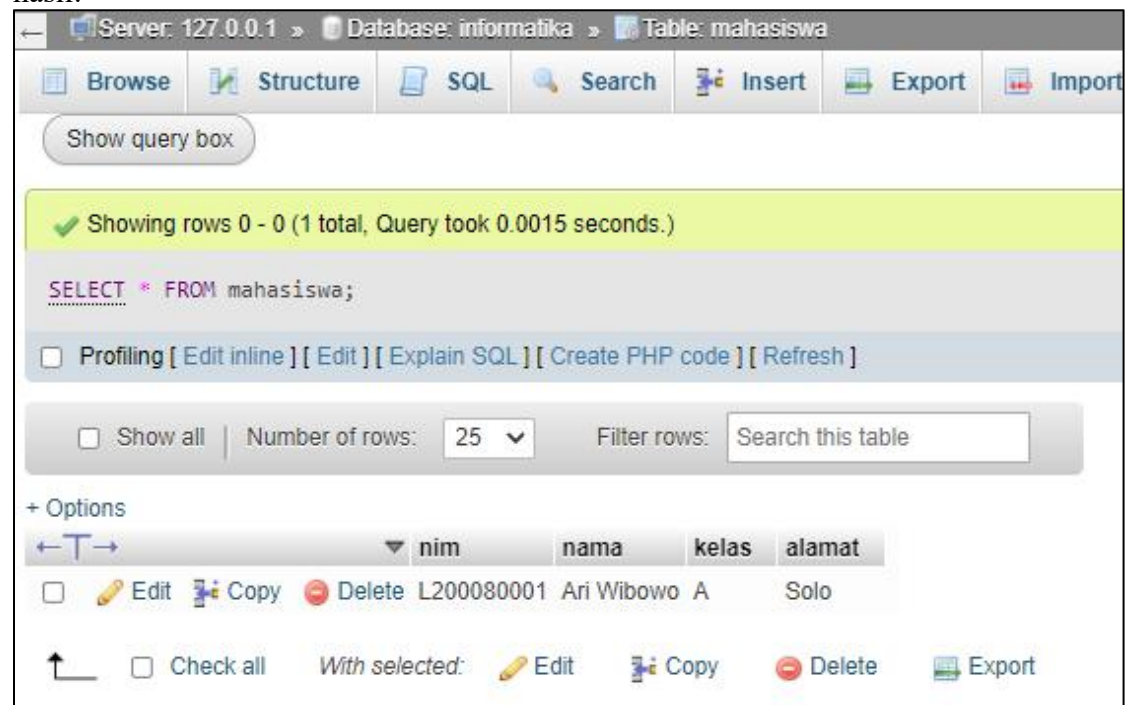 Server: 127.0.0.1 » Database: informatika » Table: mahasiswa
Browse Structure SQL Search Insert Export Import
Show query box
Showing rows 0 - 0 (1 total, Query took 0.0015 seconds.)
SELECT * FROM mahasiswa;
Profiling [ Edit inline ] [ Edit ] [ Explain SQL ] [ Create PHP code ] [ Refresh ]
Show all | Number of rows: 25 Filter rows: Search this table
+ Options
←T→ nim nama kelas alamat
Edit Copy Delete L200080001 Ari Wibowo A Solo
Check all With selected: Edit Copy Delete Export